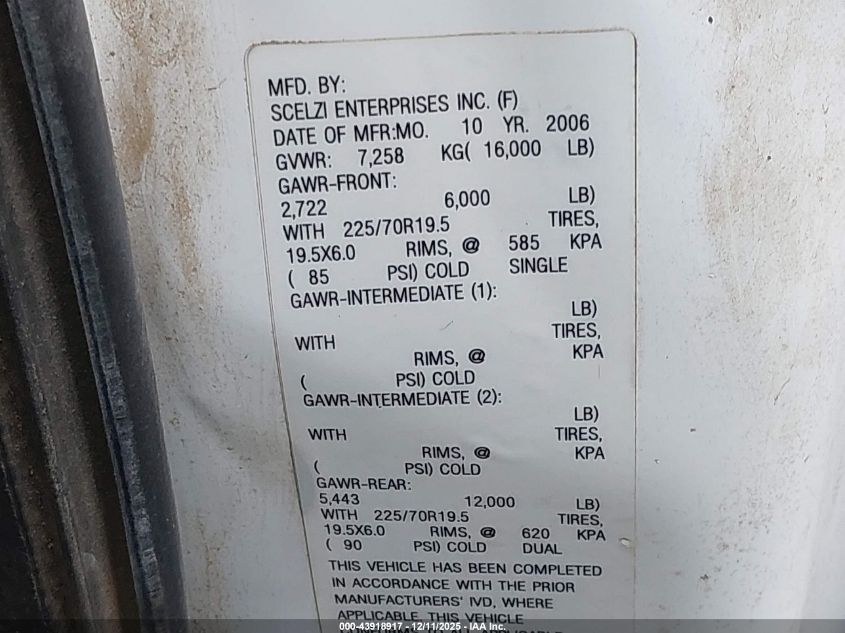 MFD. BY:
SCELZI ENTERPRISES INC. (F)
DATE OF MFR:MO. 10 YR. 2006
GVWR: 7,258 KG( 16,000 LB)
GAWR-FRONT:
2,722 6,000 LB)
WITH 225/70R19.5 TIRES,
19.5X6.0 RIMS, @ 585 KPA
( 85 PSI) COLD SINGLE
GAWR-INTERMEDIATE (1):
LB)
WITH TIRES,
RIMS, @ KPA
( PSI) COLD
GAWR-INTERMEDIATE (2):
LB)
WITH TIRES,
RIMS, @ KPA
( PSI) COLD
GAWR-REAR:
5,443 12,000 LB)
WITH 225/70R19.5 TIRES,
19.5X6.0 RIMS, @ 620 KPA
( 90 PSI) COLD DUAL
THIS VEHICLE HAS BEEN COMPLETED
IN ACCORDANCE WITH THE PRIOR
MANUFACTURERS' IVD, WHERE
APPLICABLE. THIS VEHICLE
000-43918917 - 12/11/2025 - IAA Inc.